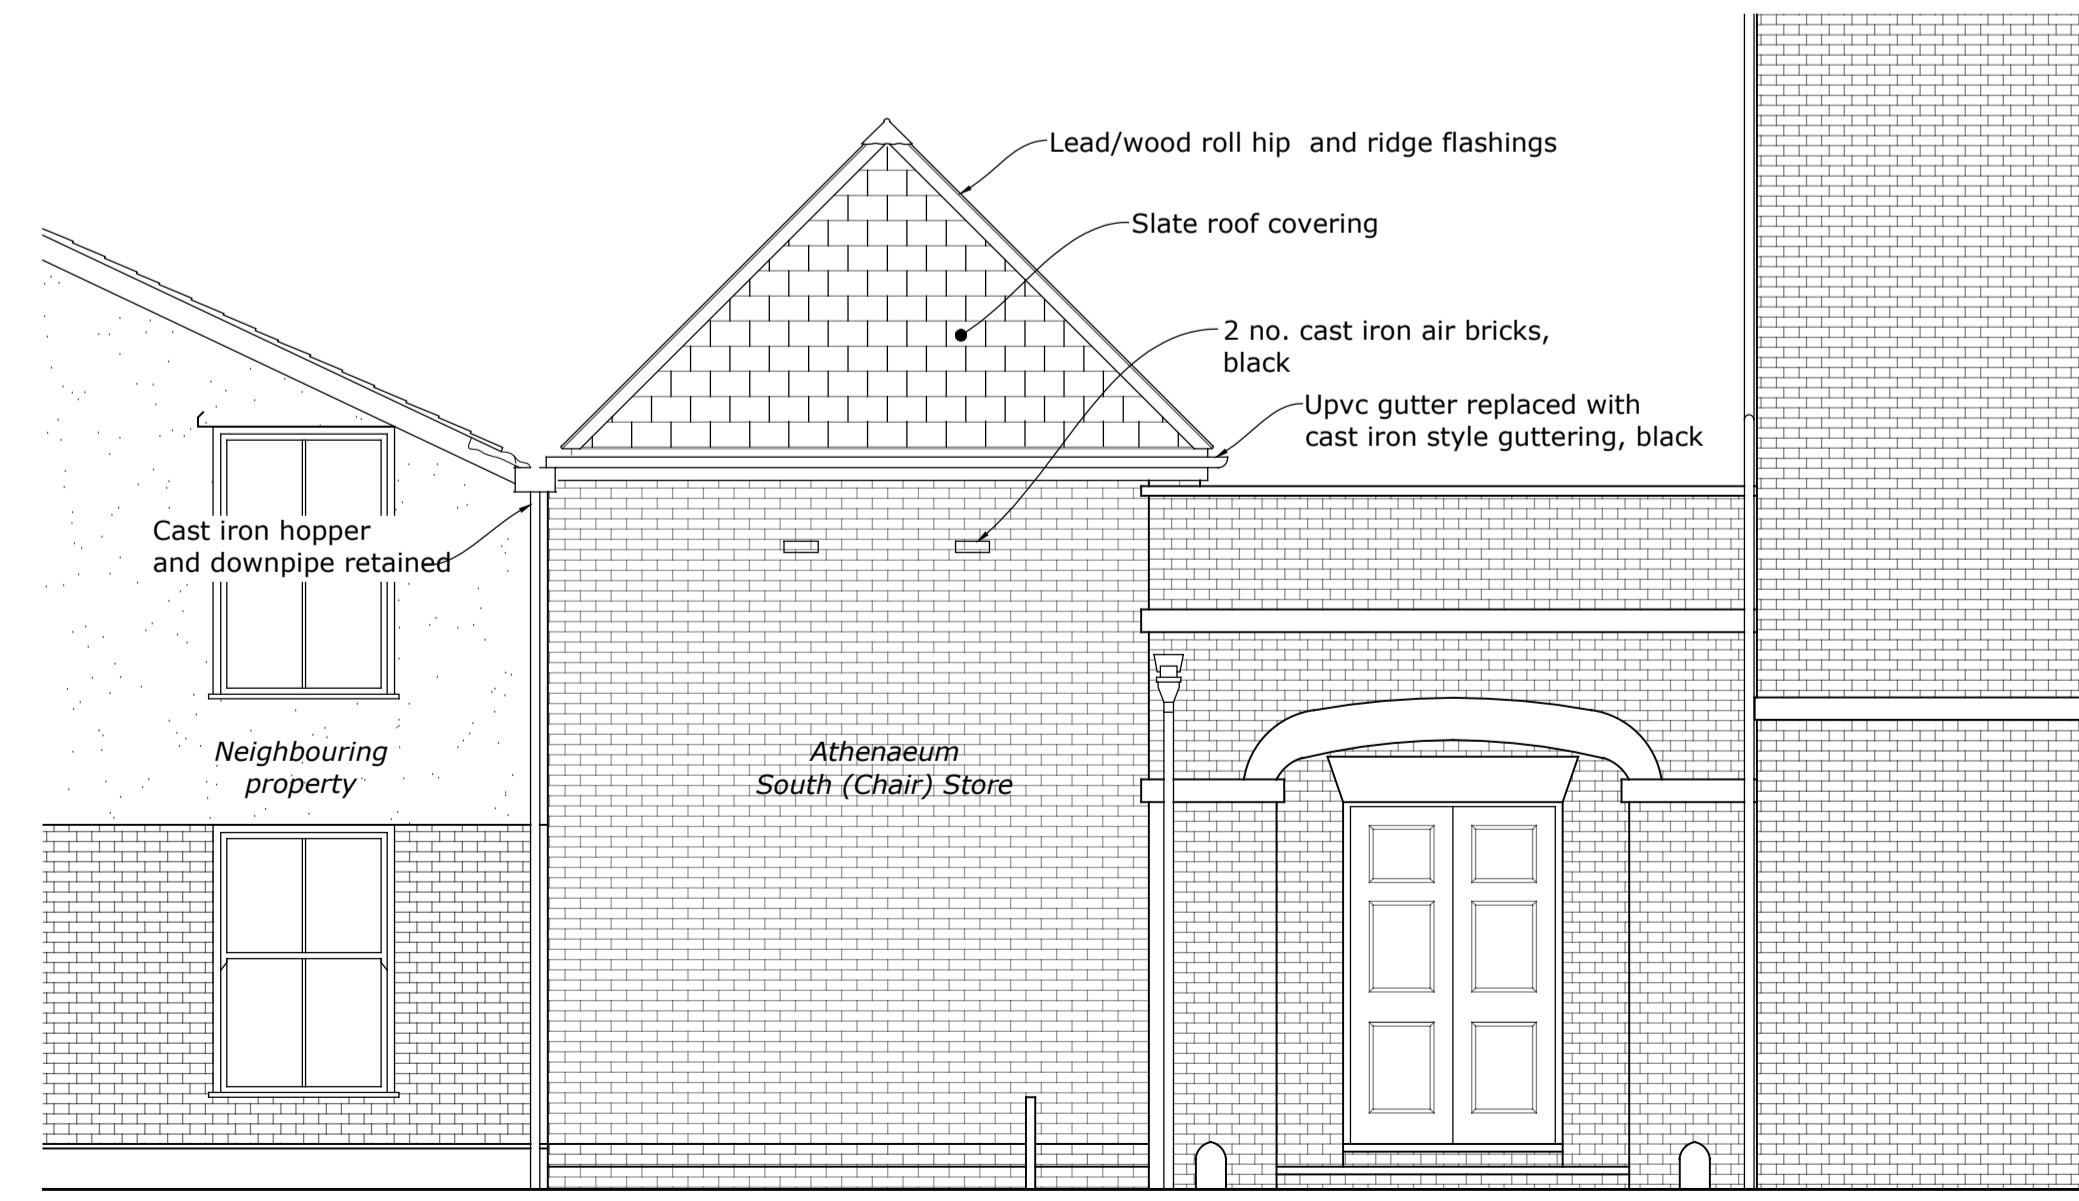 Lead/wood roll hip  and ridge flashings
Slate roof covering
2 no. cast iron air bricks,
black
Upvc gutter replaced with
cast iron style guttering, black
Cast iron hopper
and downpipe retained
Neighbouring
property
Athenaeum
South (Chair) Store